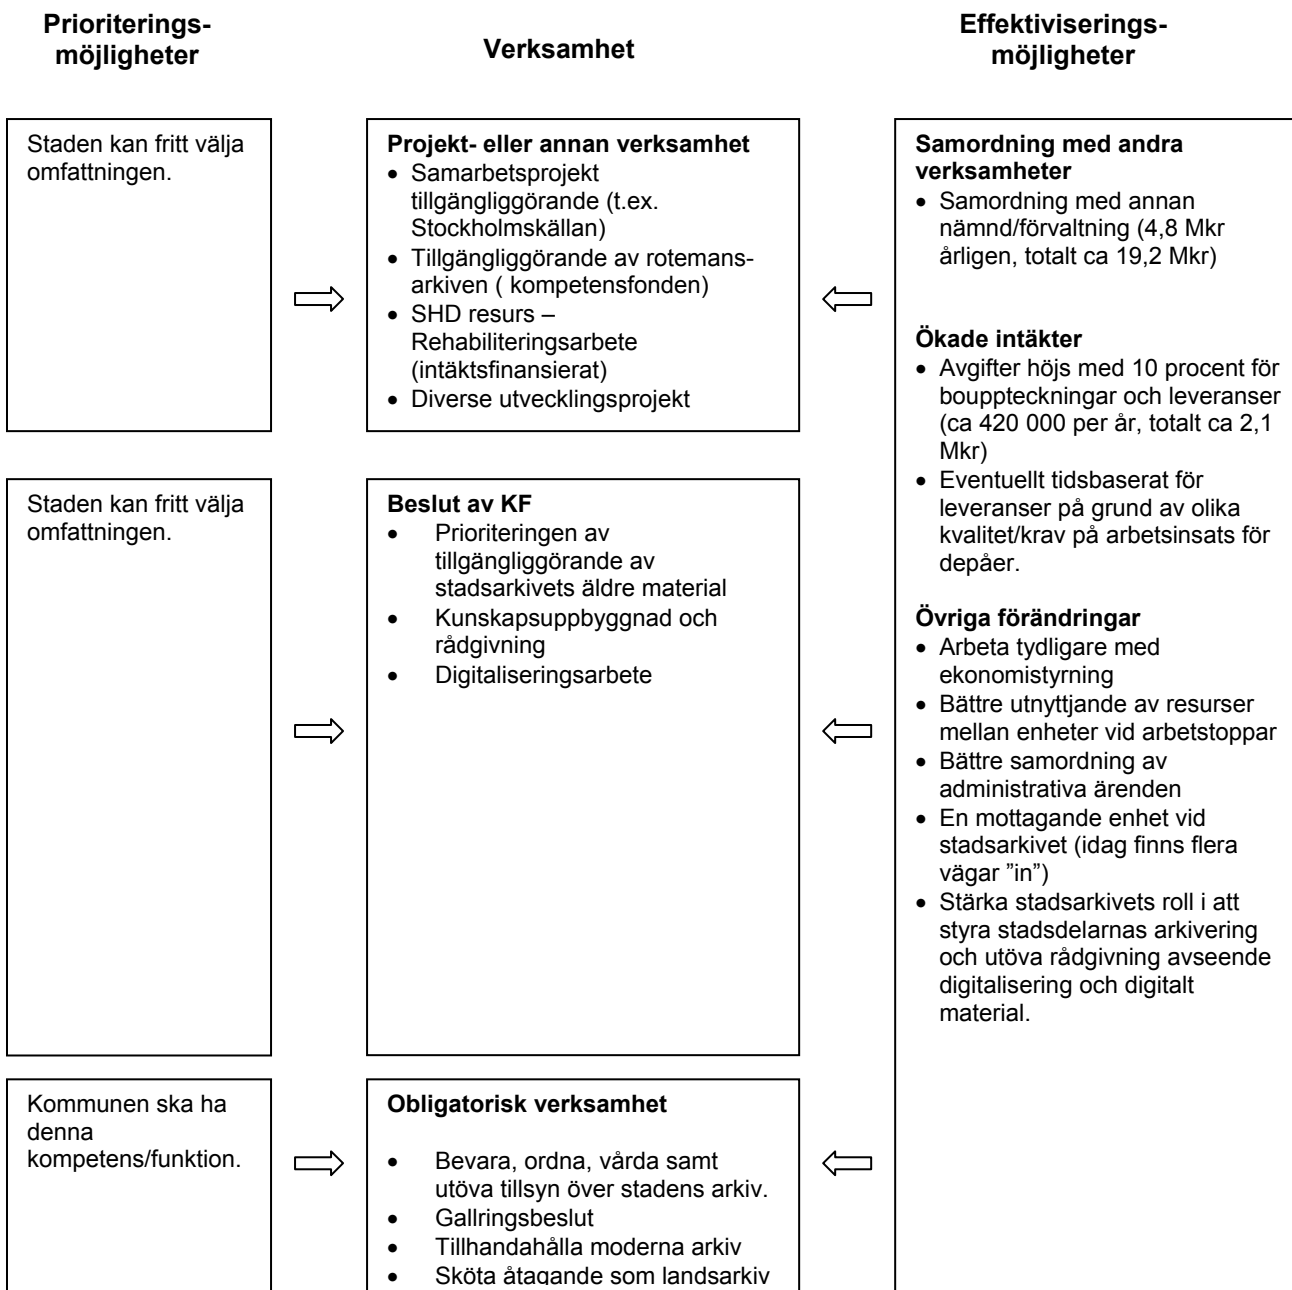 Prioriterings-
möjligheter
Verksamhet
Effektiviserings-
möjligheter
Staden kan fritt välja
omfattningen.
Projekt- eller annan verksamhet
• Samarbetsprojekt
tillgängliggörande (t.ex.
Stockholmskällan)
• Tillgängliggörande av rotemans-
arkiven ( kompetensfonden)
• SHD resurs –
Rehabiliteringsarbete
(intäktsfinansierat)
• Diverse utvecklingsprojekt
Staden kan fritt välja
omfattningen.
Beslut av KF
• Prioriteringen av
tillgängliggörande av
stadsarkivets äldre material
• Kunskapsuppbyggnad och
rådgivning
• Digitaliseringsarbete
Kommunen ska ha
denna
kompetens/funktion.
Obligatorisk verksamhet
• Bevara, ordna, vårda samt
utöva tillsyn över stadens arkiv.
• Gallringsbeslut
• Tillhandahålla moderna arkiv
• Sköta åtagande som landsarkiv
Samordning med andra
verksamheter
• Samordning med annan
nämnd/förvaltning (4,8 Mkr
årligen, totalt ca 19,2 Mkr)
Ökade intäkter
• Avgifter höjs med 10 procent för
bouppteckningar och leveranser
(ca 420 000 per år, totalt ca 2,1
Mkr)
• Eventuellt tidsbaserat för
leveranser på grund av olika
kvalitet/krav på arbetsinsats för
depåer.
Övriga förändringar
• Arbeta tydligare med
ekonomistyrning
• Bättre utnyttjande av resurser
mellan enheter vid arbetstoppar
• Bättre samordning av
administrativa ärenden
• En mottagande enhet vid
stadsarkivet (idag finns flera
vägar ”in”)
• Stärka stadsarkivets roll i att
styra stadsdelarnas arkivering
och utöva rådgivning avseende
digitalisering och digitalt
material.